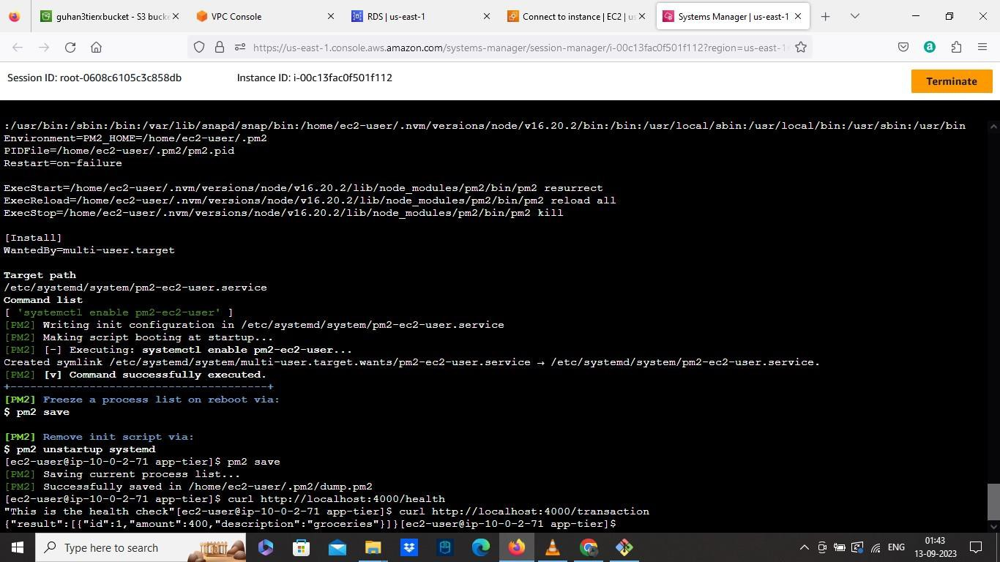 guhan3tierxbucket - S3 bucke
VPC Console
RDS | us-east-1
Connect to instance | EC2 | us
Systems Manager | us-east-1
https://us-east-1.console.aws.amazon.com/systems-manager/session-manager/i-00c13fac0f501f112?region=us-east-1
Session ID: root-0608c6105c3c858db
Instance ID: i-00c13fac0f501f112
Terminate
:/usr/bin:/sbin:/bin:/var/lib/snapd/snap/bin:/home/ec2-user/.nvm/versions/node/v16.20.2/bin:/bin:/usr/local/sbin:/usr/local/bin:/usr/sbin:/usr/bin
Environment=PM2_HOME=/home/ec2-user/.pm2
PIDFile=/home/ec2-user/.pm2/pm2.pid
Restart=on-failure
ExecStart=/home/ec2-user/.nvm/versions/node/v16.20.2/lib/node_modules/pm2/bin/pm2 resurrect
ExecReload=/home/ec2-user/.nvm/versions/node/v16.20.2/lib/node_modules/pm2/bin/pm2 reload all
ExecStop=/home/ec2-user/.nvm/versions/node/v16.20.2/lib/node_modules/pm2/bin/pm2 kill
[Install]
WantedBy=multi-user.target
Target path
/etc/systemd/system/pm2-ec2-user.service
Command list
[ 'systemctl enable pm2-ec2-user' ]
[PM2] Writing init configuration in /etc/systemd/system/pm2-ec2-user.service
[PM2] Making script booting at startup...
[PM2] [-] Executing: systemctl enable pm2-ec2-user...
Created symlink /etc/systemd/system/multi-user.target.wants/pm2-ec2-user.service → /etc/systemd/system/pm2-ec2-user.service.
[PM2] [v] Command successfully executed.
+---------------------------------------+
[PM2] Freeze a process list on reboot via:
$ pm2 save
[PM2] Remove init script via:
$ pm2 unstartup systemd
[ec2-user@ip-10-0-2-71 app-tier]$ pm2 save
[PM2] Saving current process list...
[PM2] Successfully saved in /home/ec2-user/.pm2/dump.pm2
[ec2-user@ip-10-0-2-71 app-tier]$ curl http://localhost:4000/health
"This is the health check"[ec2-user@ip-10-0-2-71 app-tier]$ curl http://localhost:4000/transaction
{"result":[{"id":1,"amount":400,"description":"groceries"}]}[ec2-user@ip-10-0-2-71 app-tier]$
Type here to search
ENG
01:43
13-09-2023